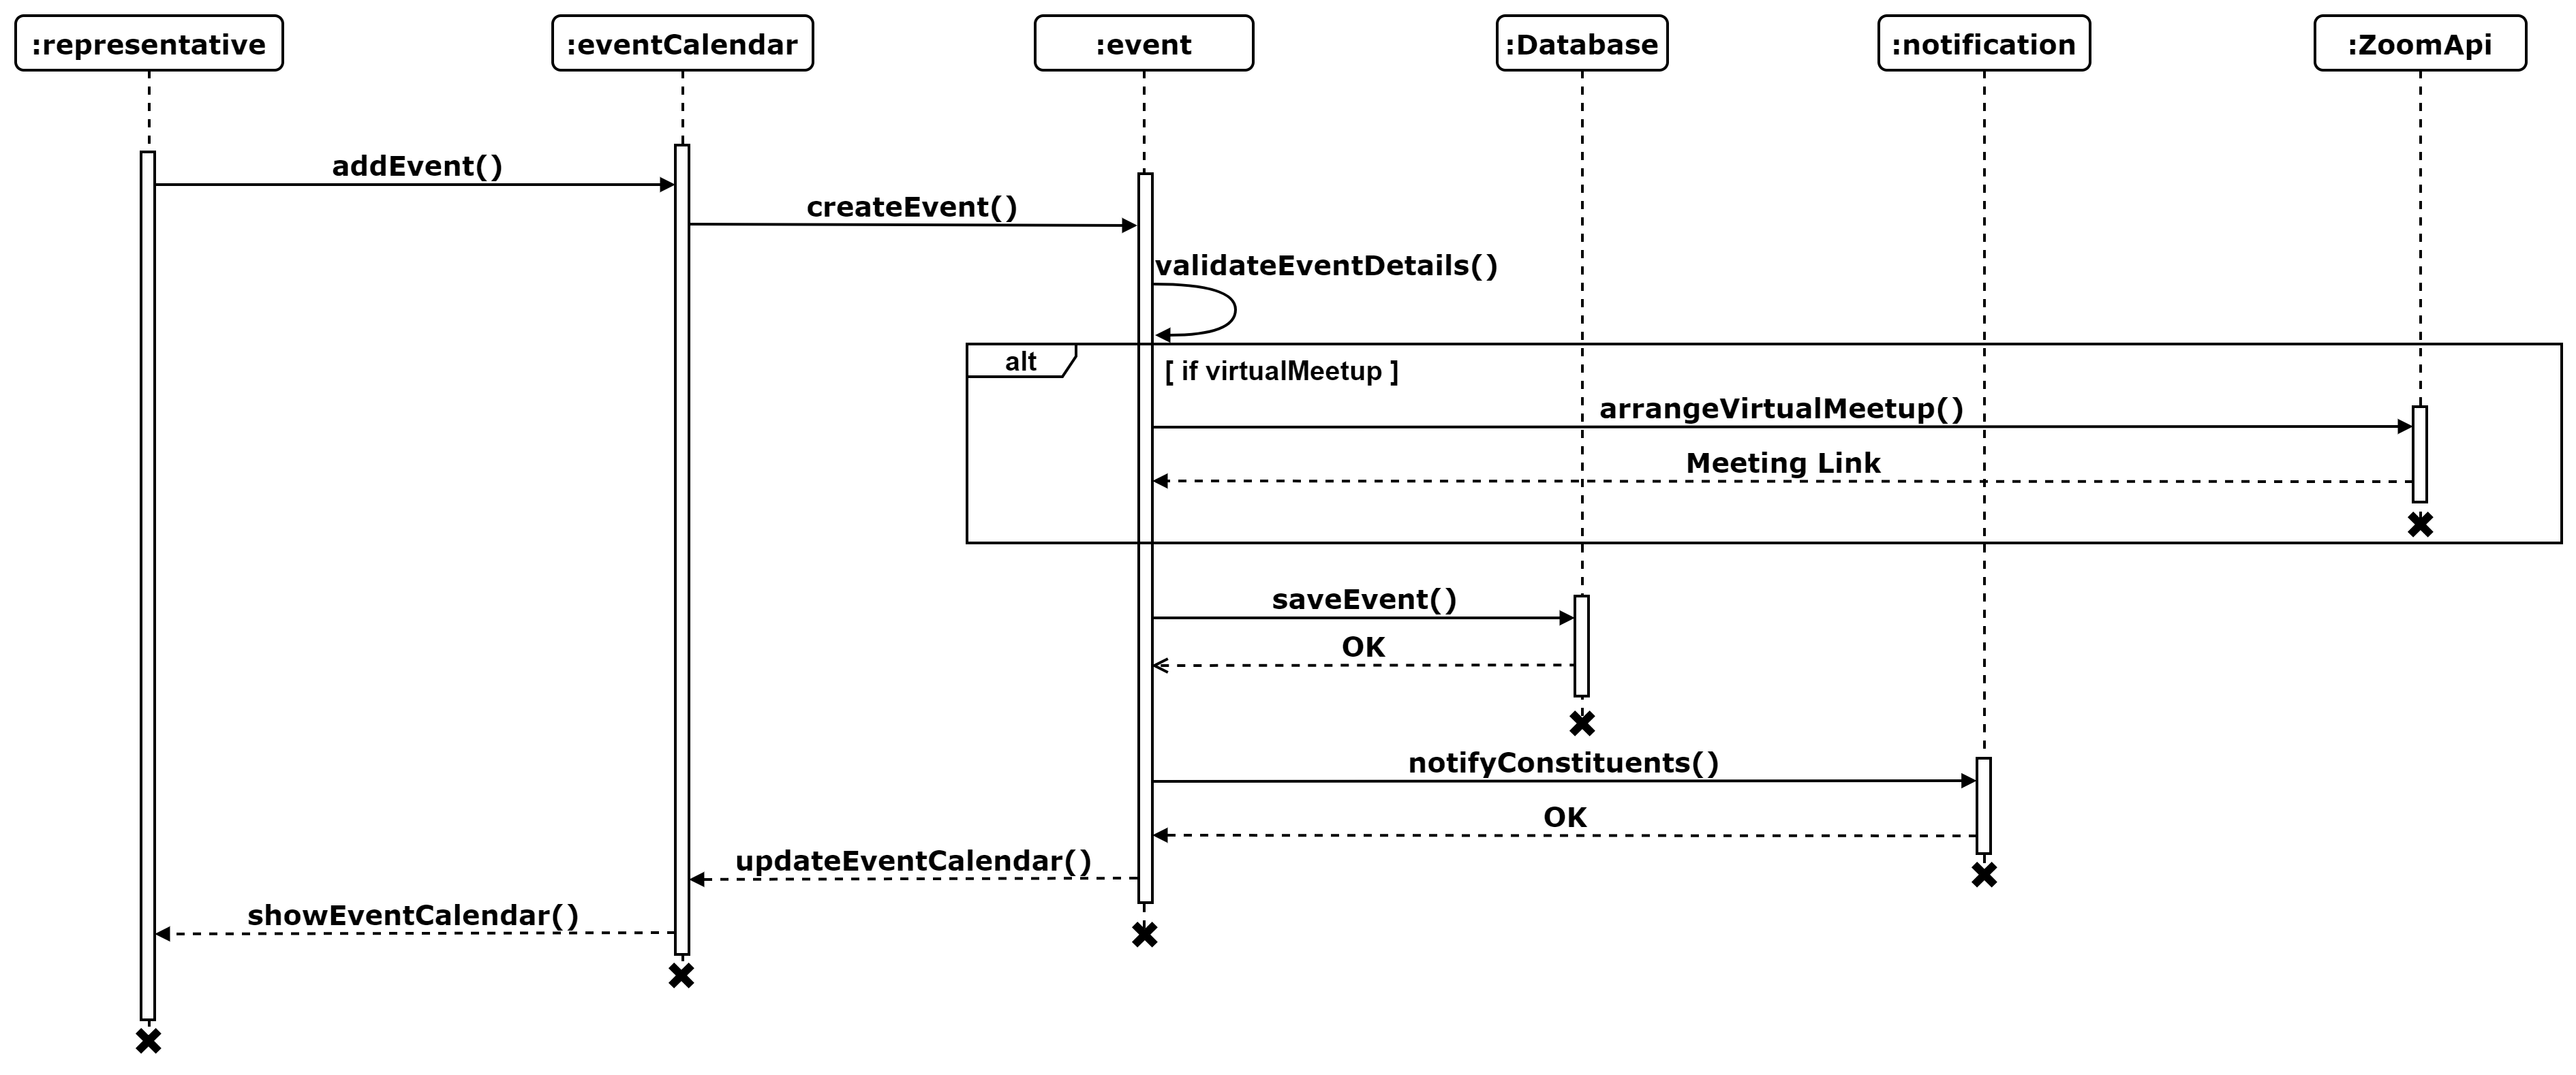 :representative
:eventCalendar
:event
:Database
:notification
:ZoomApi
addEvent()
createEvent()
validateEventDetails()
alt
[ if virtualMeetup ]
arrangeVirtualMeetup()
Meeting Link
saveEvent()
OK
notifyConstituents()
OK
updateEventCalendar()
showEventCalendar()